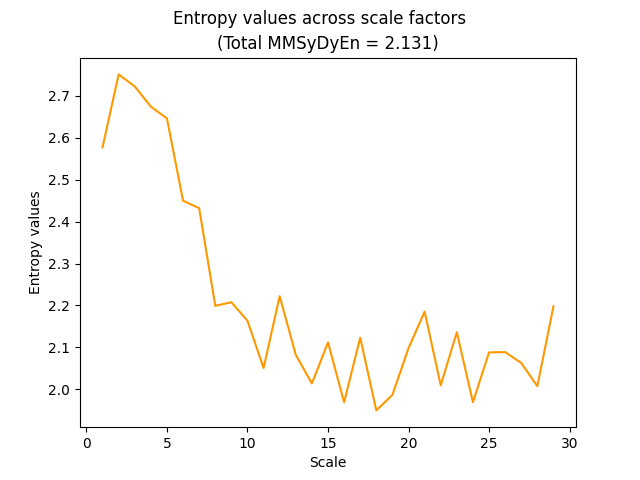 Entropy values across scale factors
(Total MMSyDyEn = 2.131)
Entropy values
2.7
2.6
2.5
2.4
2.3
2.2
2.1
2.0
0 5 10 15 20 25 30
Scale